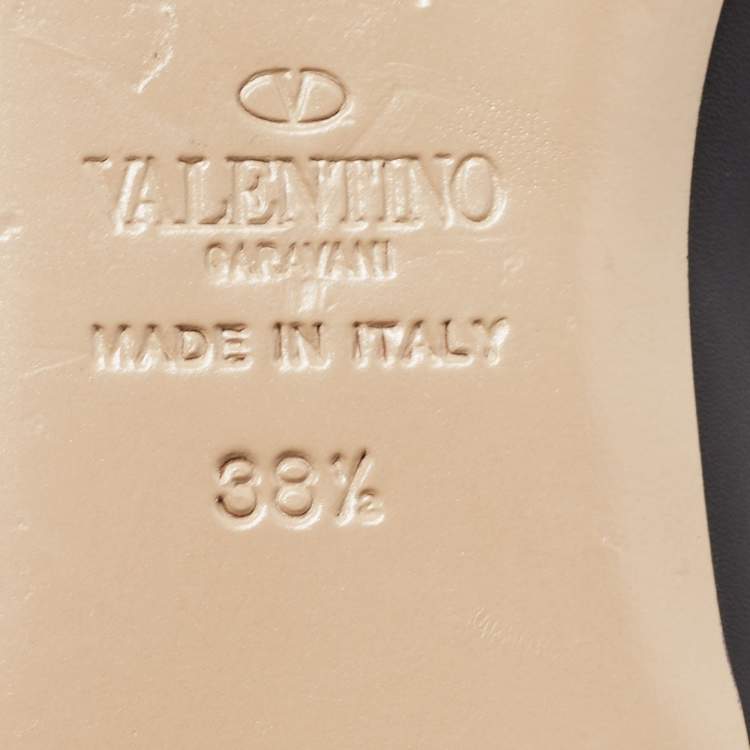 V
VALENTINO
GARAVANI
MADE IN ITALY
38½